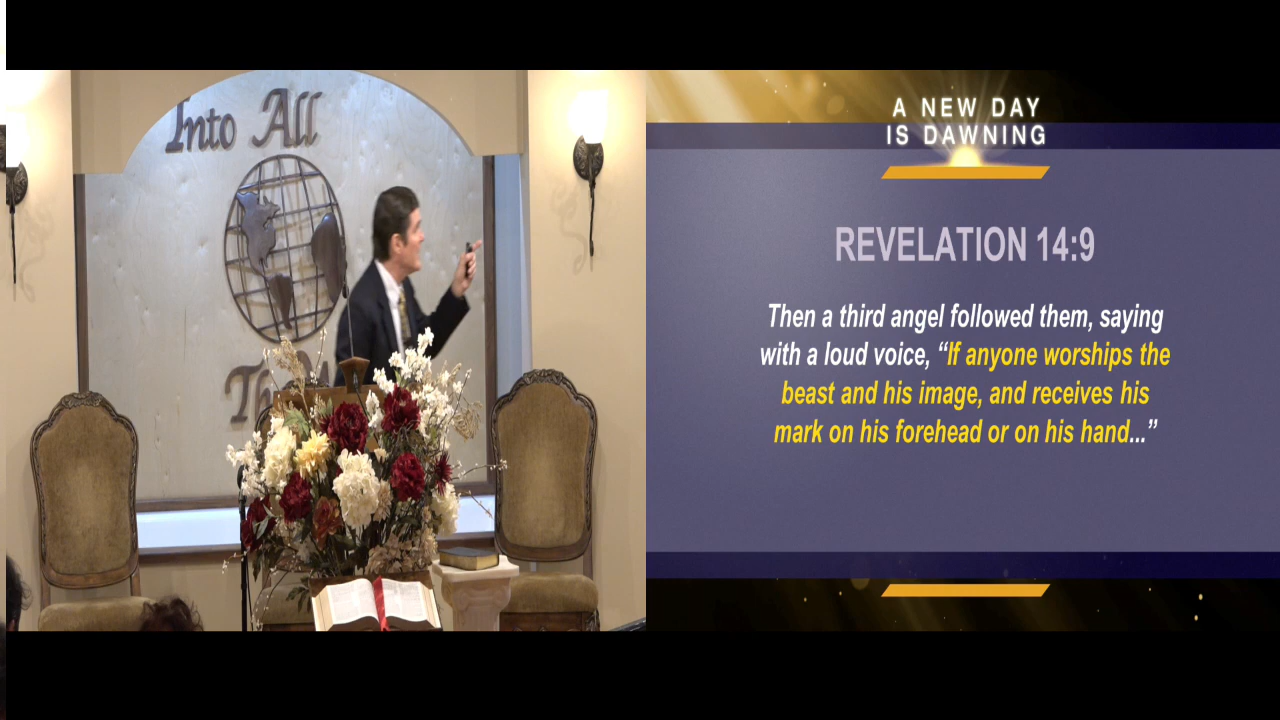 Into All
A NEW DAY
IS DAWNING
REVELATION 14:9
Then a third angel followed them, saying
with a loud voice, “If anyone worships the
beast and his image, and receives his
mark on his forehead or on his hand...”